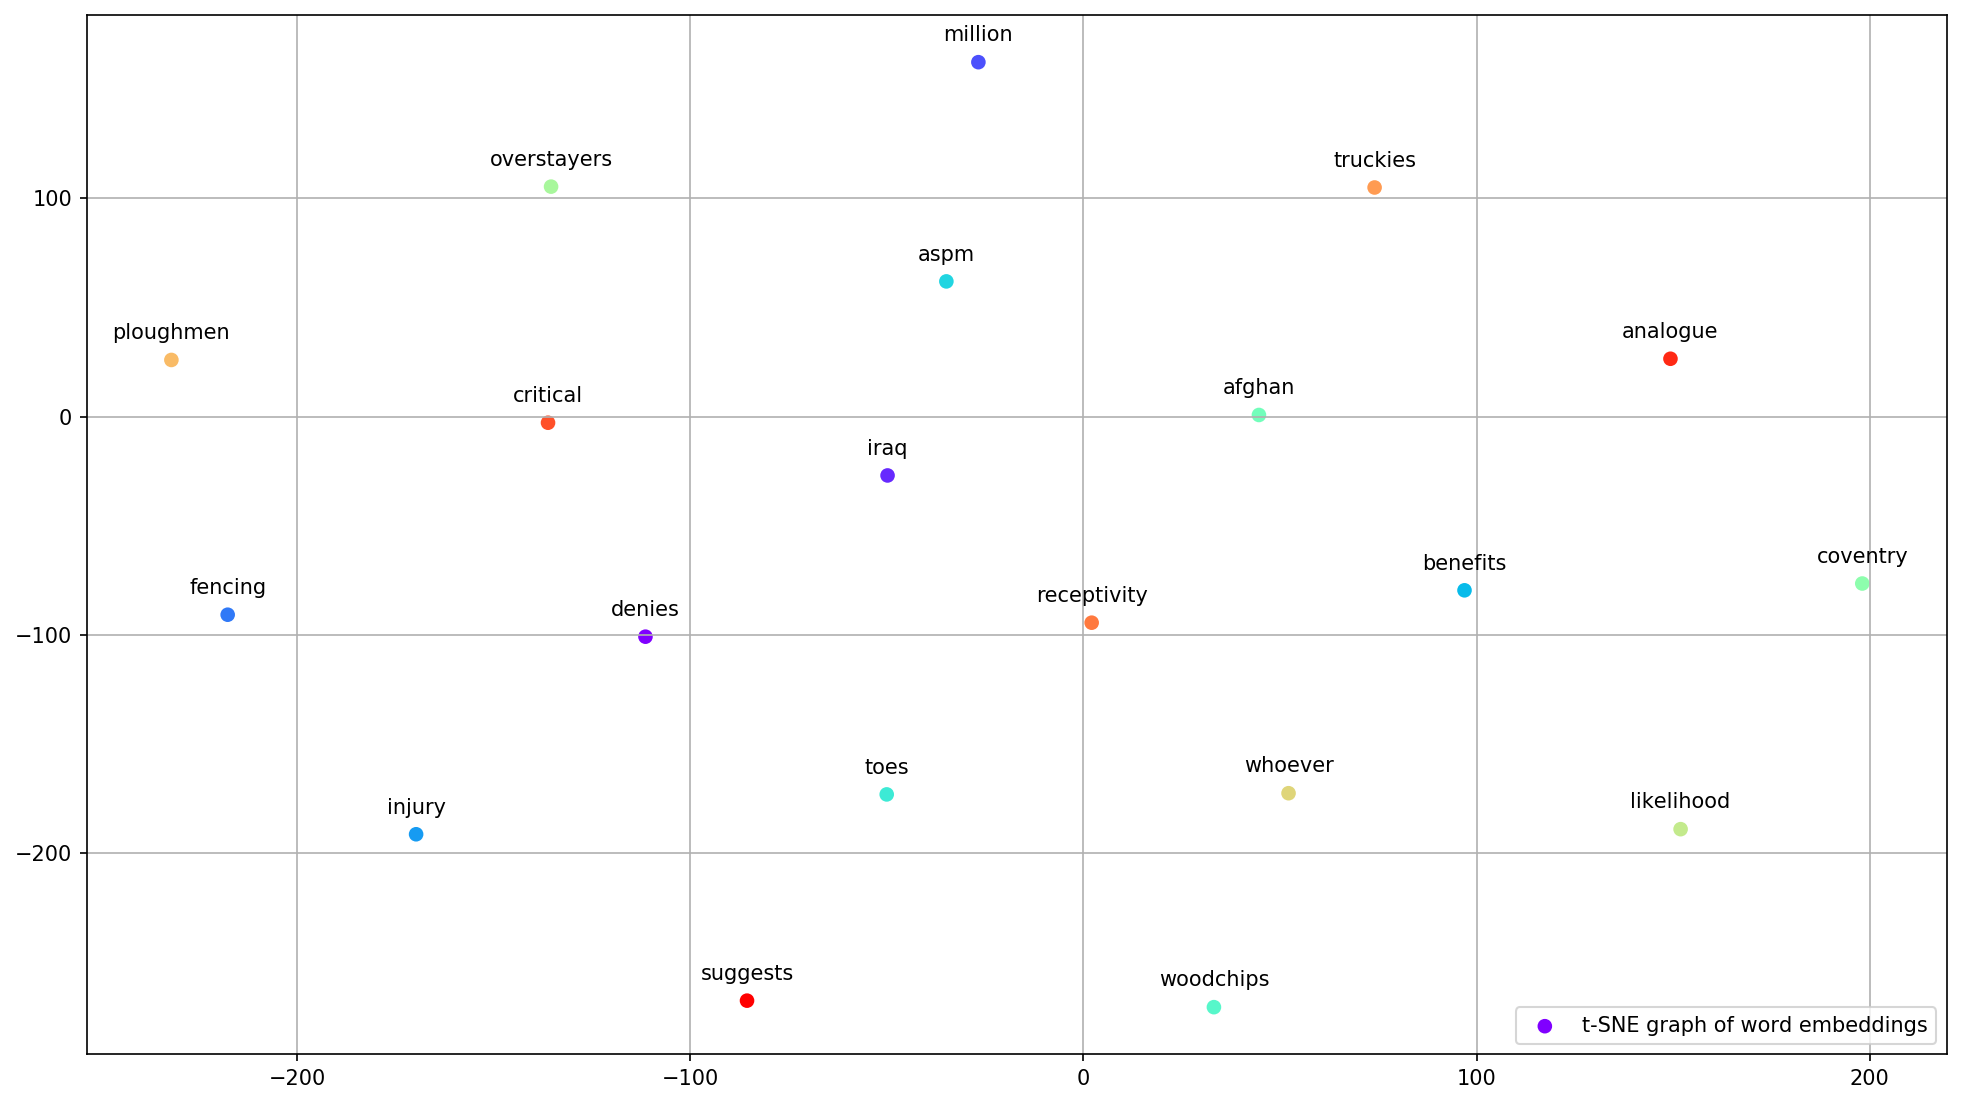 million
overstayers
truckies
aspm
ploughmen
analogue
critical
afghan
iraq
coventry
benefits
fencing
receptivity
denies
whoever
toes
likelihood
injury
suggests
woodchips
t-SNE graph of word embeddings
100
0
−100
−200
−200
−100
0
100
200